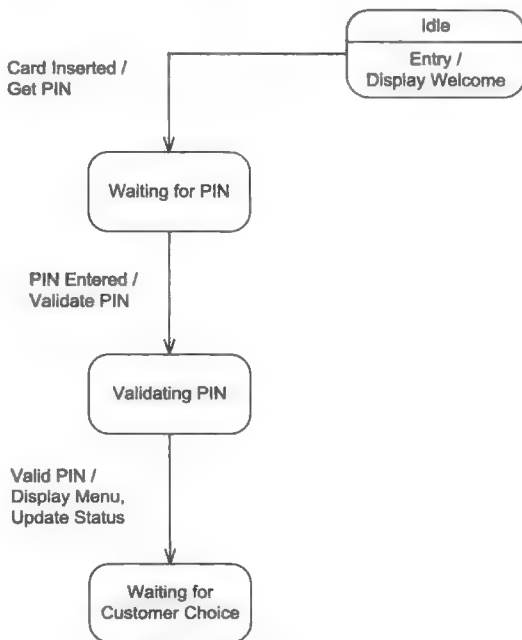 Idle
Entry /
Display Welcome
Card Inserted /
Get PIN
Waiting for PIN
PIN Entered /
Validate PIN
Validating PIN
Valid PIN /
Display Menu,
Update Status
Waiting for
Customer Choice